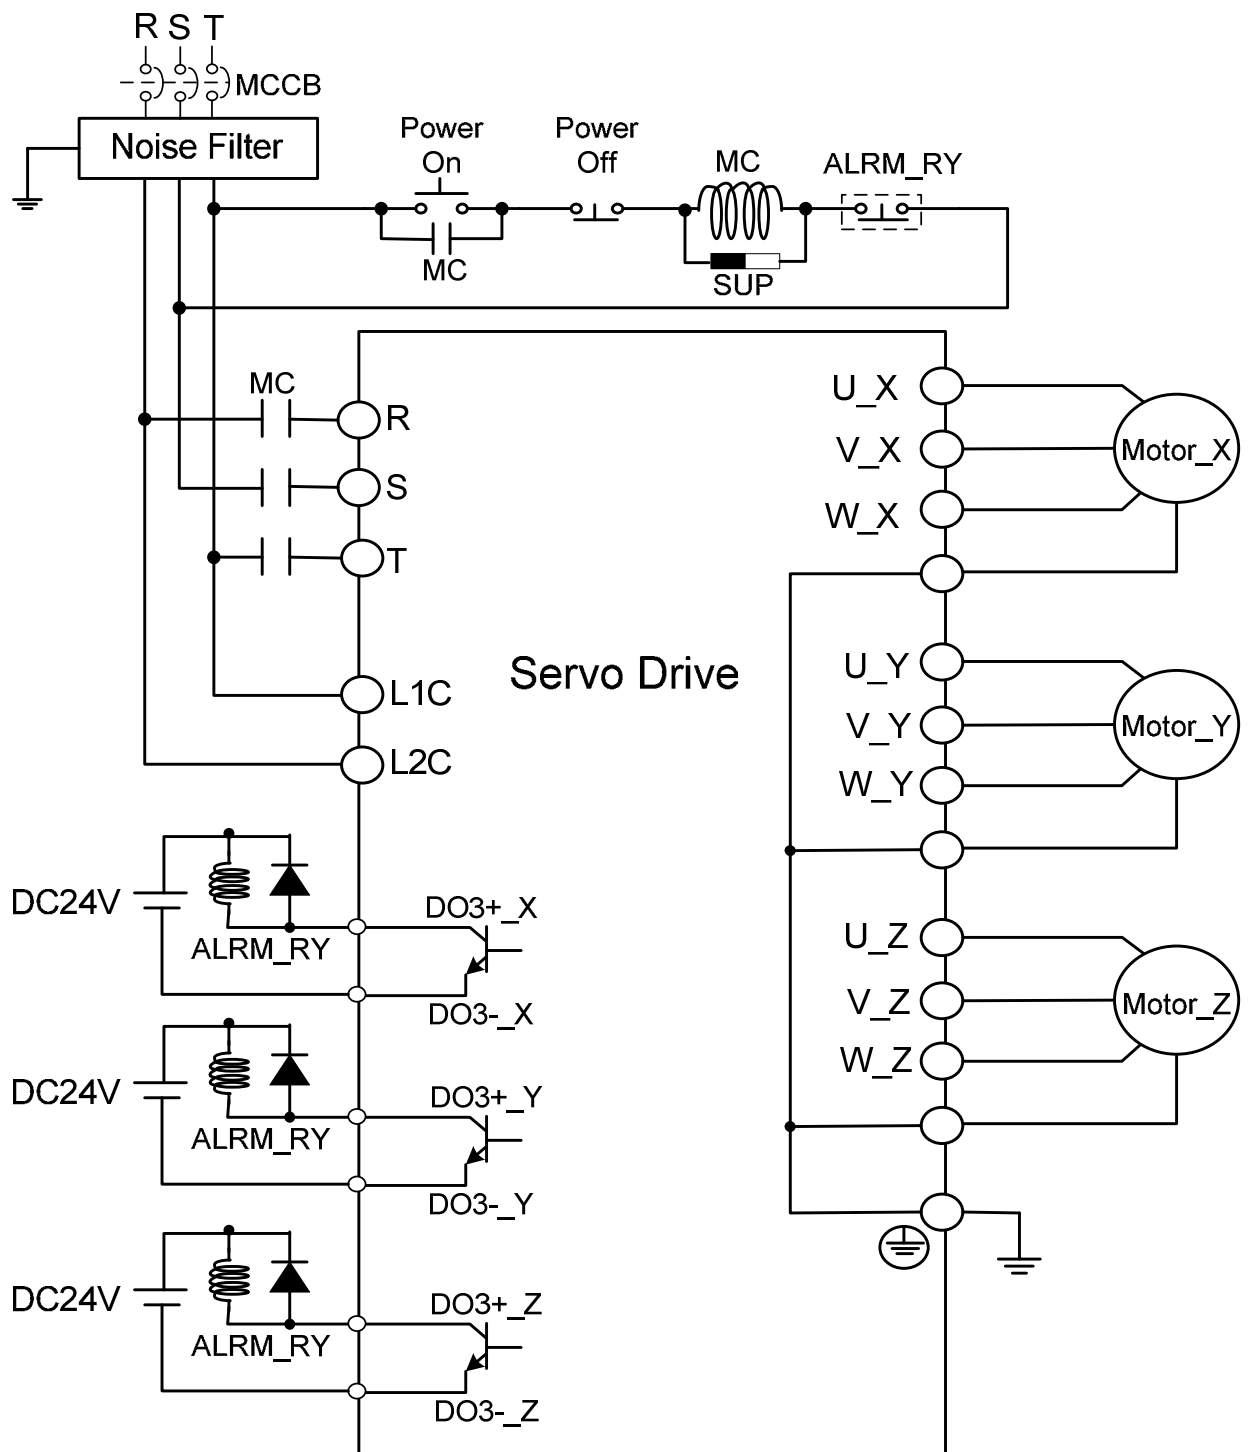 R S T
MCCB
Noise Filter
Power
On
Power
Off
MC
ALRM_RY
MC
SUP
MC
R
S
T
L1C
L2C
Servo Drive
U_X
V_X
W_X
Motor_X
U_Y
V_Y
W_Y
Motor_Y
U_Z
V_Z
W_Z
Motor_Z
DC24V
ALRM_RY
DO3+_X
DO3-_X
DC24V
ALRM_RY
DO3+_Y
DO3-_Y
DC24V
ALRM_RY
DO3+_Z
DO3-_Z